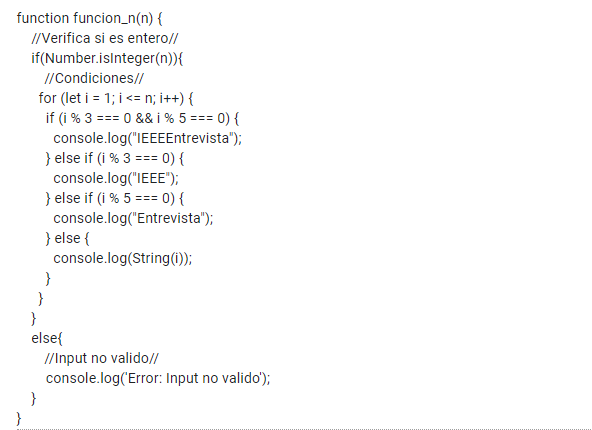 function funcion_n(n) {
//Verifica si es entero//
if(Number.isInteger(n)){
//Condiciones//
for (let i = 1; i <= n; i++) {
if (i % 3 === 0 && i % 5 === 0) {
console.log("IEEEEntrevista");
} else if (i % 3 === 0) {
console.log("IEEE");
} else if (i % 5 === 0) {
console.log("Entrevista");
} else {
console.log(String(i));
}
}
}
else{
//Input no valido//
console.log('Error: Input no valido');
}
}